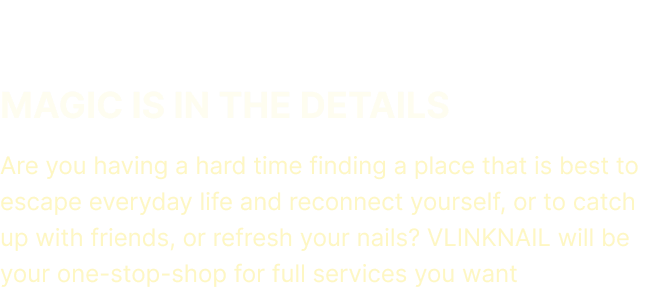 MAGIC IS IN THE DETAILS
Are you having a hard time finding a place that is best to
escape everyday life and reconnect yourself, or to catch
up with friends, or refresh your nails? VLINKNAIL will be
your one-stop-shop for full services you want